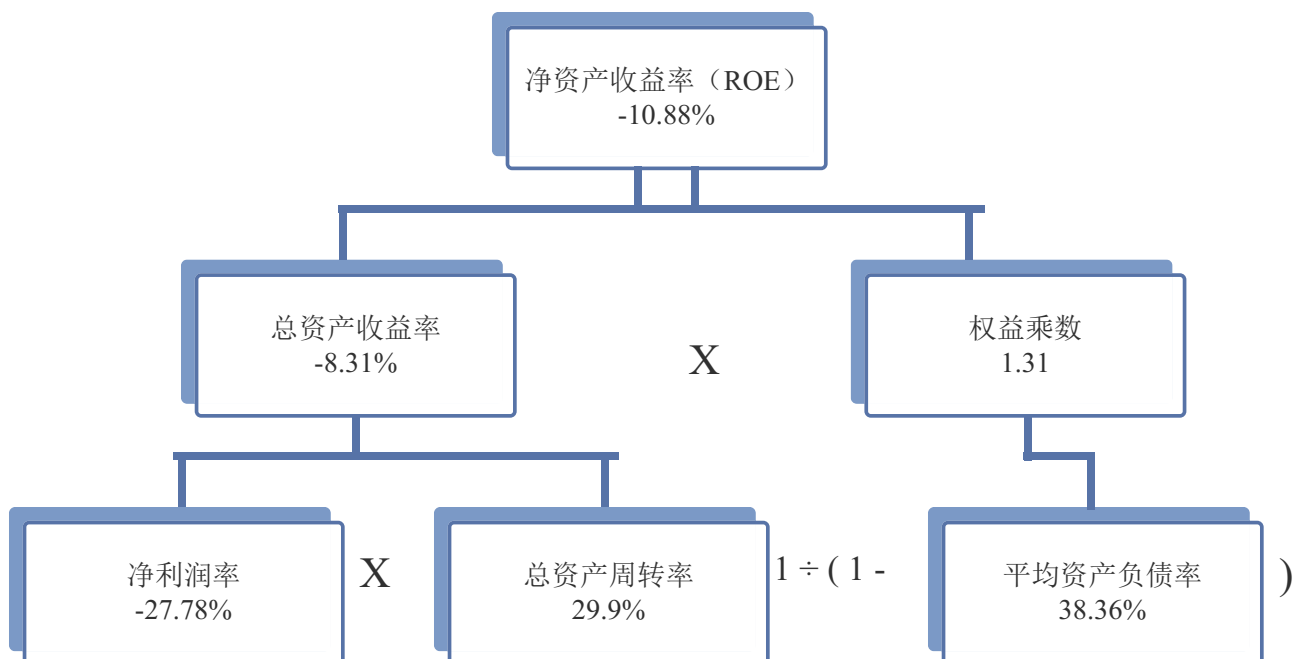 净资产收益率（ROE）
-10.88%
总资产收益率
-8.31%
X
权益乘数
1.31
净利润率
-27.78%
X
总资产周转率
29.9%
1 ÷ ( 1 -
平均资产负债率
38.36%
)